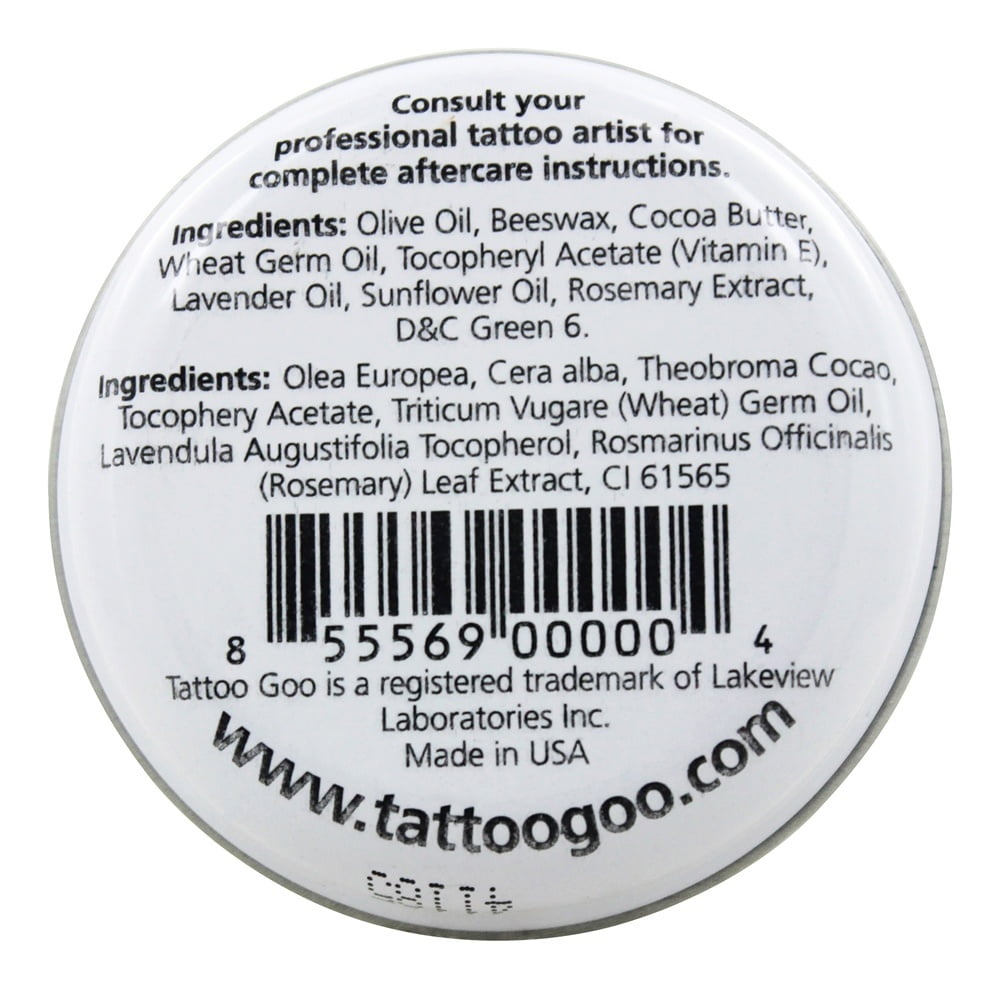 Consult your
professional tattoo artist for
complete aftercare instructions.
Ingredients: Olive Oil, Beeswax, Cocoa Butter,
Wheat Germ Oil, Tocopheryl Acetate (Vitamin E),
Lavender Oil, Sunflower Oil, Rosemary Extract,
D&C Green 6.
Ingredients: Olea Europea, Cera alba, Theobroma Cocao,
Tocophery Acetate, Triticum Vugare (Wheat) Germ Oil,
Lavendula Augustifolia Tocopherol, Rosmarinus Officinalis
(Rosemary) Leaf Extract, CI 61565
8 55569 00000 4
Tattoo Goo is a registered trademark of Lakeview
Laboratories Inc.
Made in USA
www.tattoogoo.com